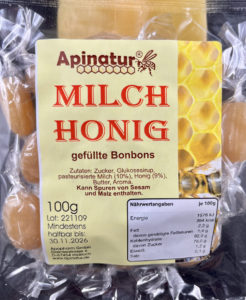 Apinatur
MILCH
HONIG
gefüllte Bonbons
Zutaten: Zucker, Glukosesirup,
pasteurisierte Milch (10%), Honig (9%),
Butter, Aroma.
Kann Spuren von Sesam
und Malz enthalten.
100g
Lot: 221109
Mindestens
haltbar bis:
30.11.2026
Nährwertangaben je 100g
Energie
Fett
Kohlenhydrate
davon Zucker
Eiweiß
Salz